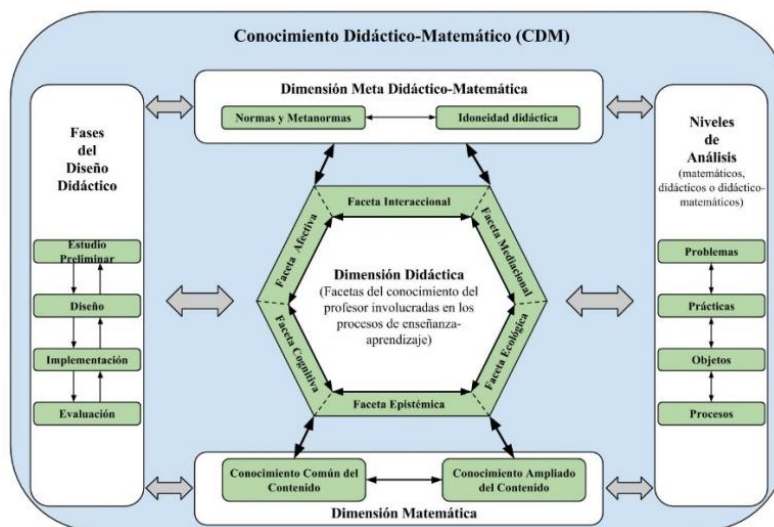 Conocimiento Didáctico-Matemático (CDM)
Dimensión Meta Didáctico-Matemática
Normas y Metanormas
Idoneidad didáctica
Fases
del
Diseño
Didáctico
Estudio
Preliminar
Diseño
Implementación
Evaluación
Faceta Interaccional
Faceta Afectiva
Faceta Mediacional
Dimensión Didáctica
(Facetas del conocimiento del
profesor involucradas en los
procesos de enseñanza-
aprendizaje)
Faceta Cognitiva
Faceta Ecológica
Faceta Epistémica
Niveles
de
Análisis
(matemáticos,
didácticos o didáctico-
matemáticos)
Problemas
Prácticas
Objetos
Procesos
Conocimiento Común del
Contenido
Conocimiento Ampliado
del Contenido
Dimensión Matemática